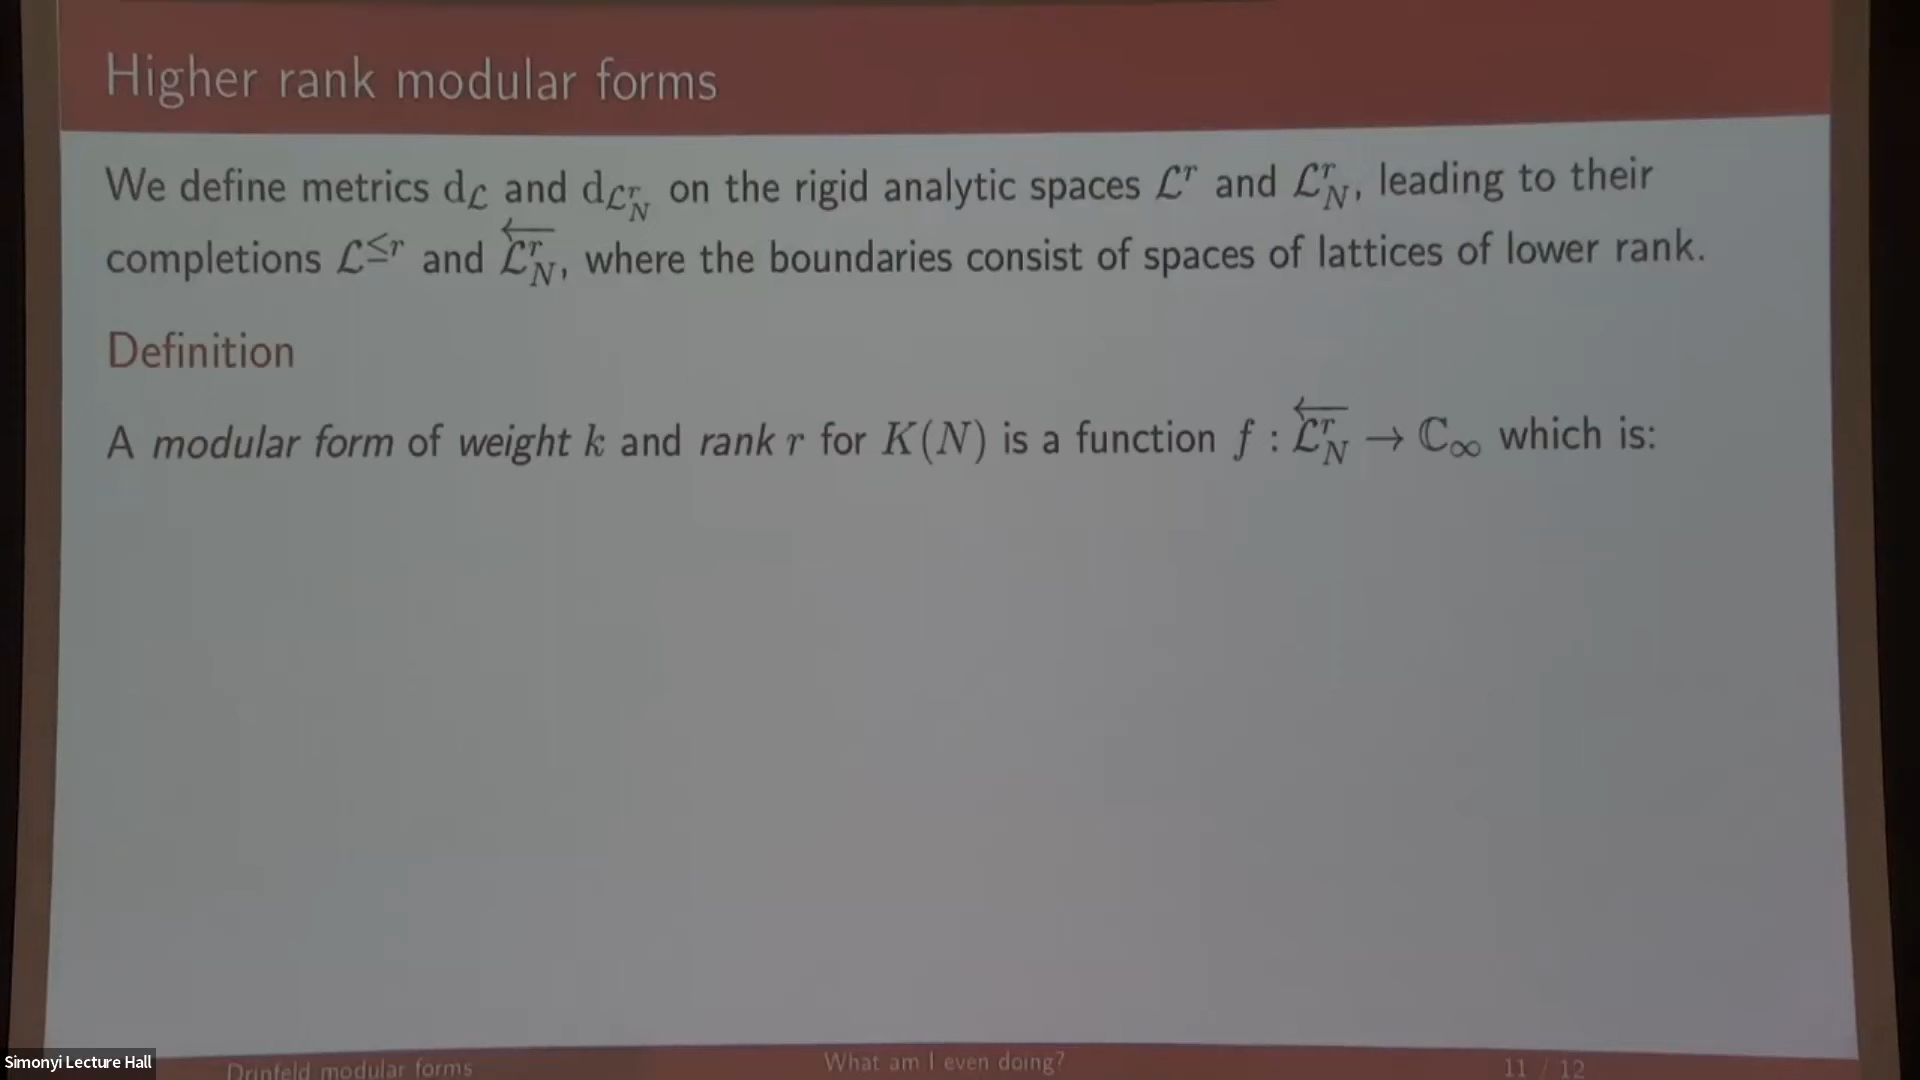 Higher rank modular forms
We define metrics d_𝓛 and d_{𝓛^r_N} on the rigid analytic spaces 𝓛^r and 𝓛^r_N, leading to their
completions 𝓛^{≤r} and \overleftarrow{𝓛^r_N}, where the boundaries consist of spaces of lattices of lower rank.
Definition
A modular form of weight k and rank r for K(N) is a function f : \overleftarrow{𝓛^r_N} → ℂ_∞ which is:
Drinfeld modular forms
What am I even doing?
11 / 12
Simonyi Lecture Hall